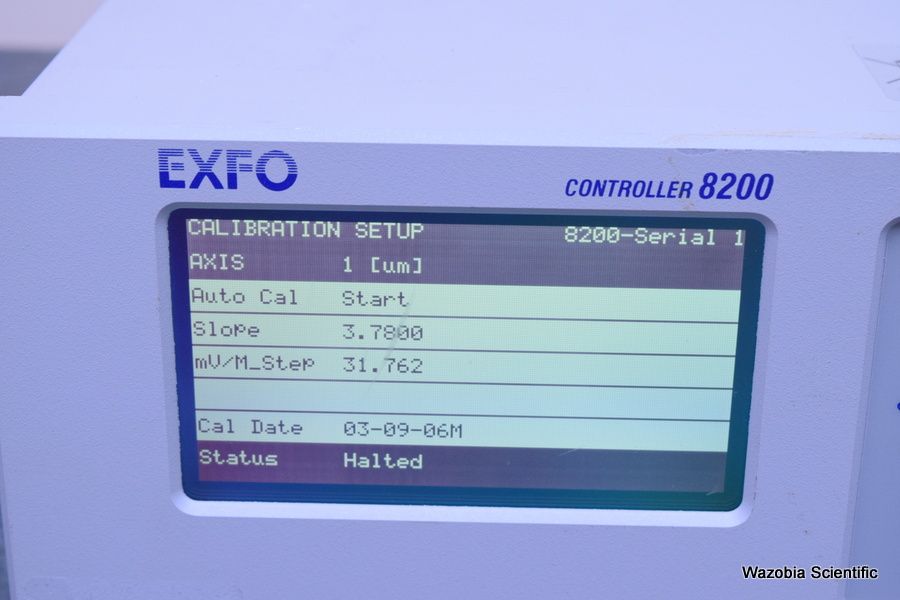 EXFO
CONTROLLER 8200
CALIBRATION SETUP 8200-Serial 1
AXIS 1 [um]
Auto Cal Start
Slope 3.7800
mV/M_Step 31.762
Cal Date 03-09-06M
Status Halted
Wazobia Scientific